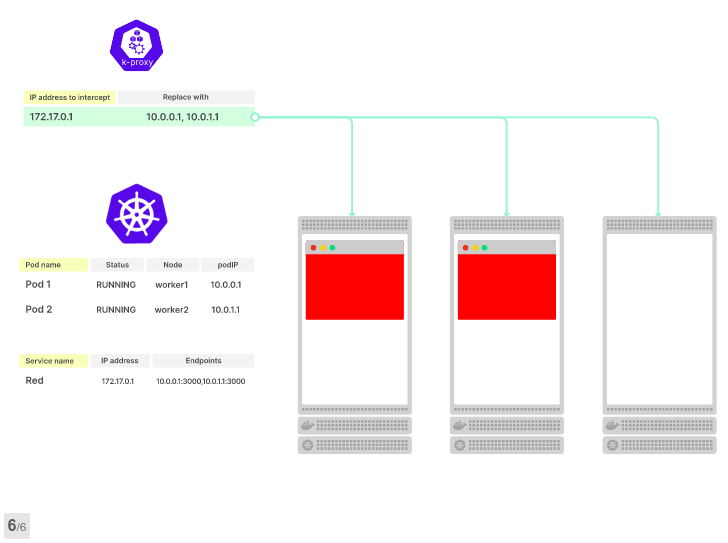 k-proxy
IP address to intercept Replace with
172.17.0.1 10.0.0.1, 10.0.1.1
Pod name Status Node podIP
Pod 1 RUNNING worker1 10.0.0.1
Pod 2 RUNNING worker2 10.0.1.1
Service name IP address Endpoints
Red 172.17.0.1 10.0.0.1:3000,10.0.1.1:3000
6/6